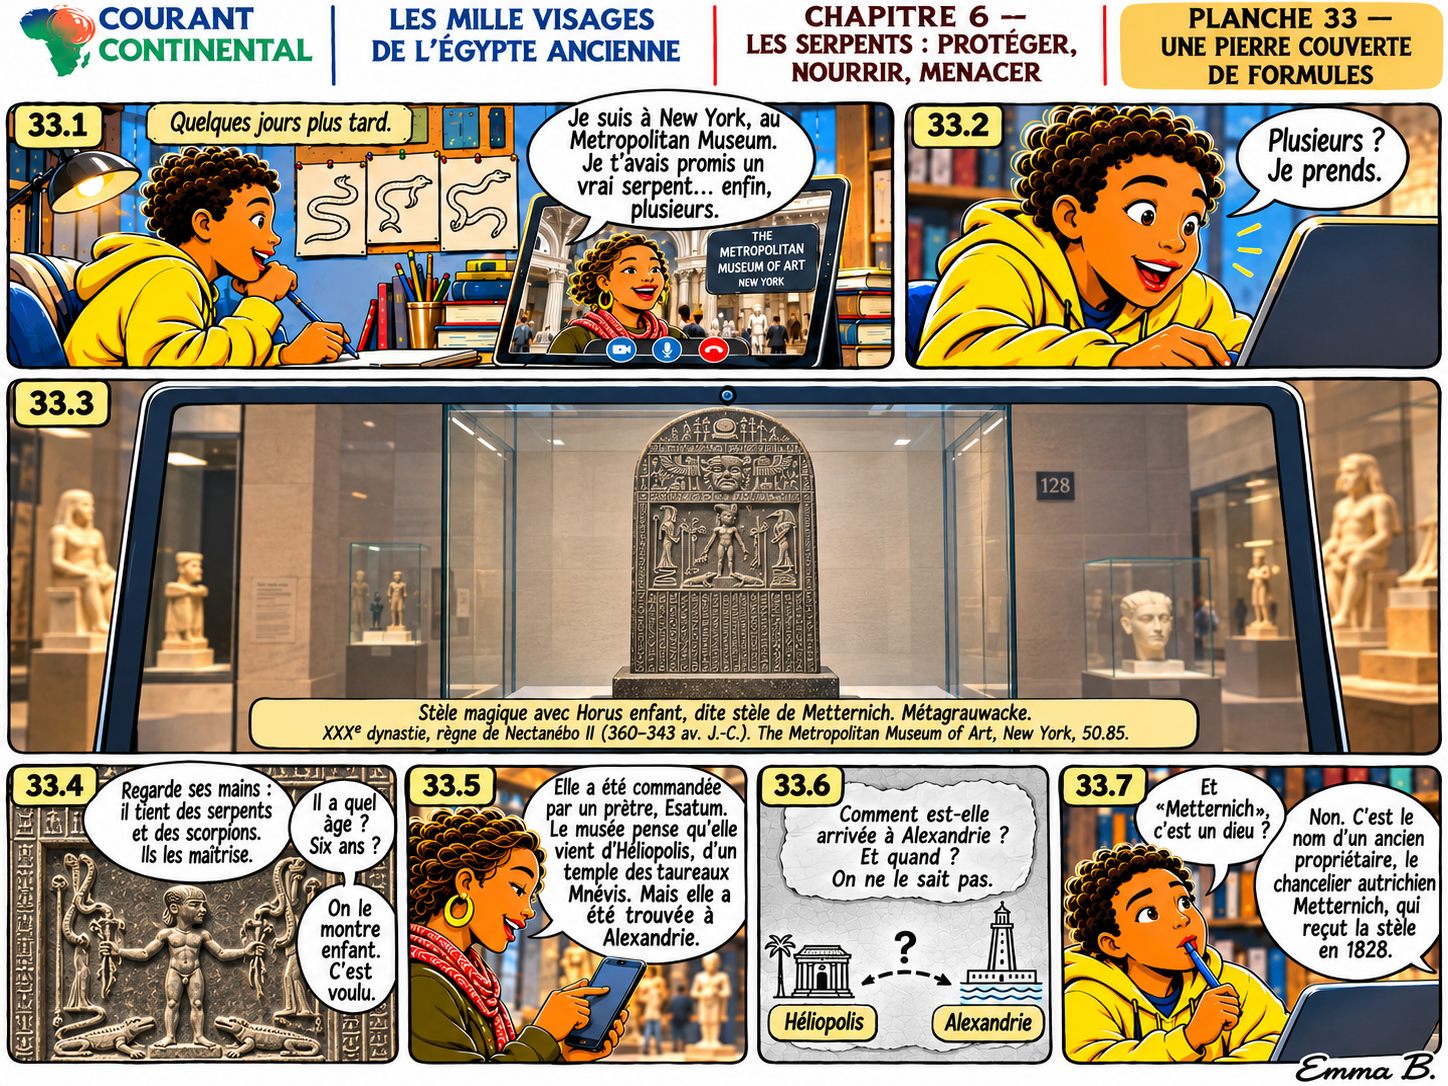 COURANT
CONTINENTAL
LES MILLE VISAGES
DE L'ÉGYPTE ANCIENNE
CHAPITRE 6 —
LES SERPENTS : PROTÉGER,
NOURRIR, MENACER
PLANCHE 33 —
UNE PIERRE COUVERTE
DE FORMULES
33.1
Quelques jours plus tard.
Je suis à New York, au
Metropolitan Museum.
Je t'avais promis un
vrai serpent... enfin,
plusieurs.
THE
METROPOLITAN
MUSEUM OF ART
NEW YORK
33.2
Plusieurs ?
Je prends.
33.3
128
Stèle magique avec Horus enfant, dite stèle de Metternich. Métagrauwacke.
XXXe dynastie, règne de Nectanébo II (360–343 av. J.-C.). The Metropolitan Museum of Art, New York, 50.85.
33.4
Regarde ses mains :
il tient des serpents
et des scorpions.
Ils les maîtrise.
Il a quel
âge ?
Six ans ?
On le
montre
enfant.
C'est
voulu.
33.5
Elle a été commandée
par un prêtre, Esatum.
Le musée pense qu'elle
vient d'Héliopolis, d'un
temple des taureaux
Mnévis. Mais elle a
été trouvée à
Alexandrie.
33.6
Comment est-elle
arrivée à Alexandrie ?
Et quand ?
On ne le sait pas.
?
Héliopolis
Alexandrie
33.7
Et
«Metternich»,
c'est un dieu ?
Non. C'est le
nom d'un ancien
propriétaire, le
chancelier autrichien
Metternich, qui
reçut la stèle
en 1828.
Emma B.